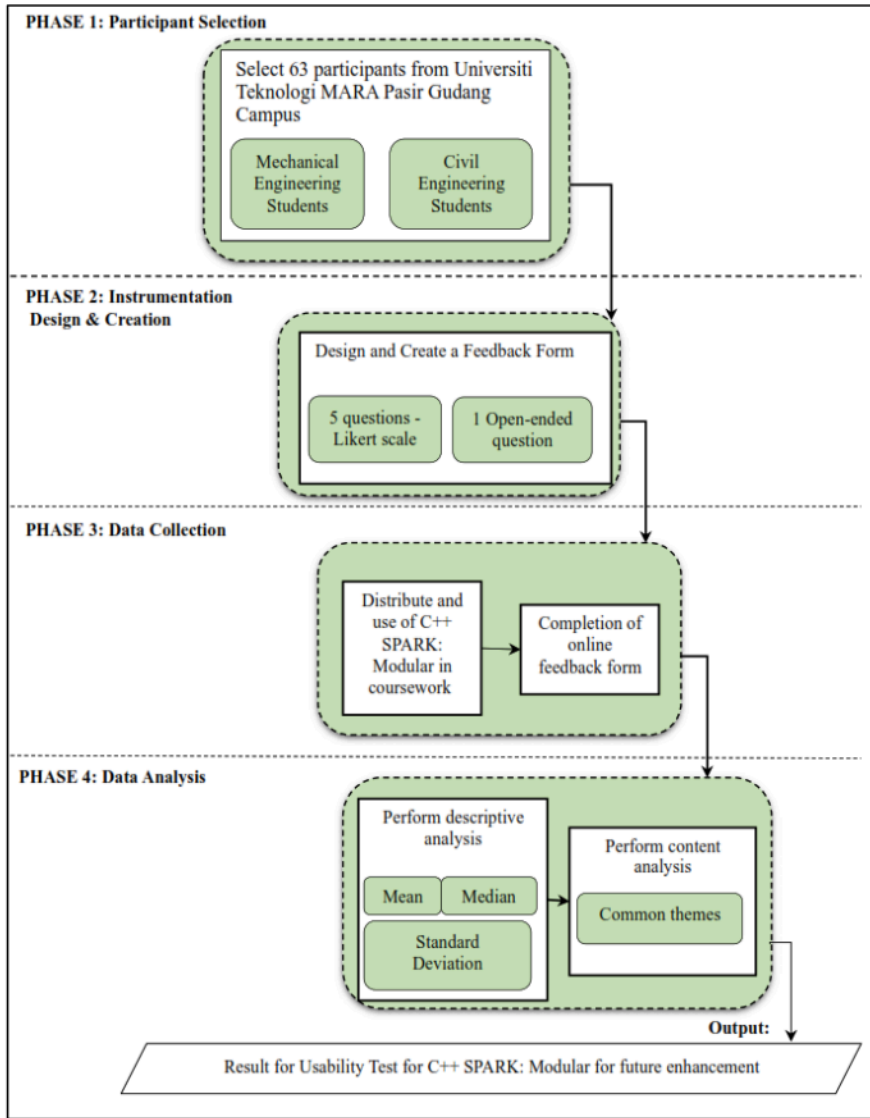 PHASE 1: Participant Selection
Select 63 participants from Universiti
Teknologi MARA Pasir Gudang
Campus
Mechanical
Engineering
Students
Civil
Engineering
Students
PHASE 2: Instrumentation
Design & Creation
Design and Create a Feedback Form
5 questions -
Likert scale
1 Open-ended
question
PHASE 3: Data Collection
Distribute and
use of C++
SPARK:
Modular in
coursework
Completion of
online
feedback form
PHASE 4: Data Analysis
Perform descriptive
analysis
Mean
Median
Standard
Deviation
Perform content
analysis
Common themes
Output:
Result for Usability Test for C++ SPARK: Modular for future enhancement